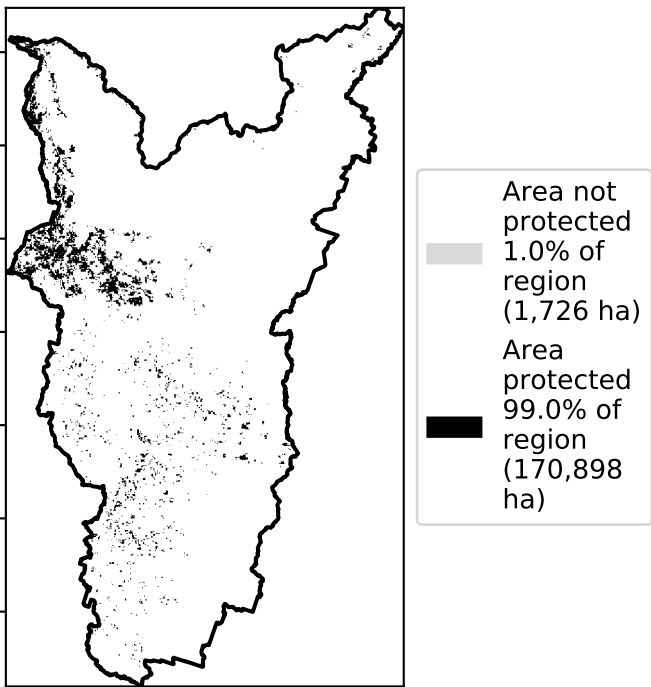 Area not
protected
1.0% of
region
(1,726 ha)
Area
protected
99.0% of
region
(170,898
ha)